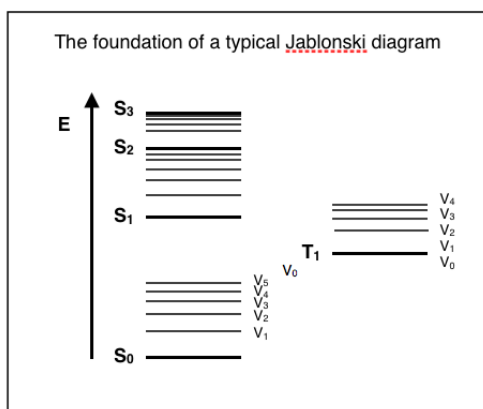 The foundation of a typical Jablonski diagram
E
S3
S2
S1
S0
V5
V4
V3
V2
V1
V0
T1
V4
V3
V2
V1
V0